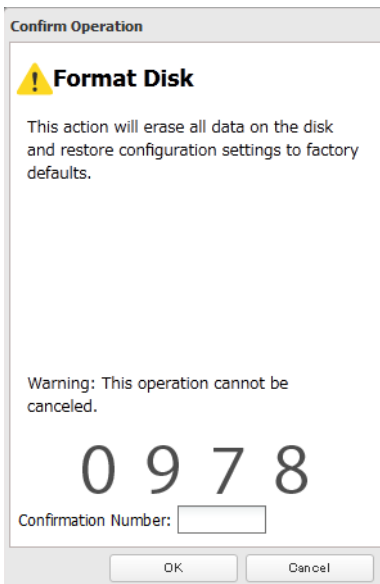 Confirm Operation
Format Disk
This action will erase all data on the disk
and restore configuration settings to factory
defaults.
Warning: This operation cannot be
canceled.
0 9 7 8
Confirmation Number:
OK Cancel